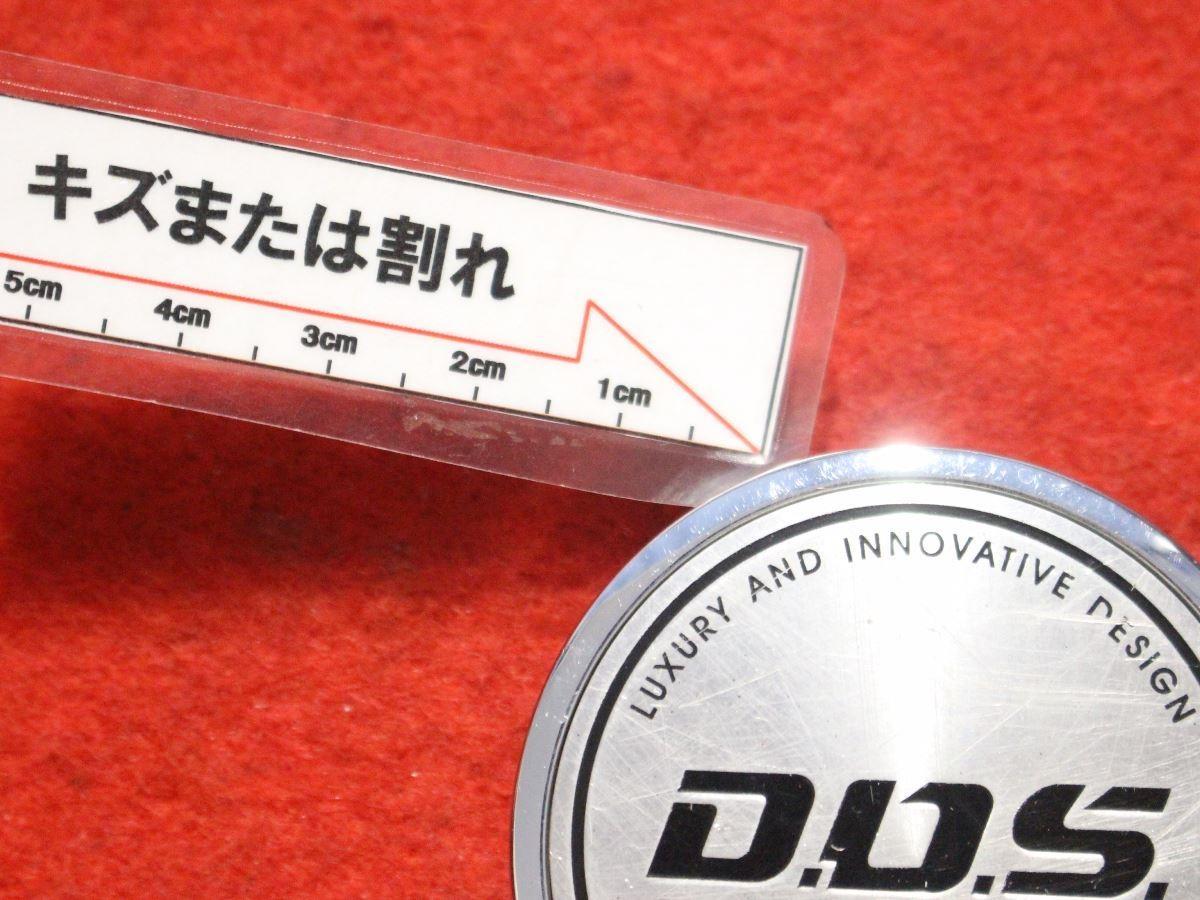 キズまたは割れ
5cm 4cm 3cm 2cm 1cm
LUXURY AND INNOVATIVE DESIGN
D.O.S.